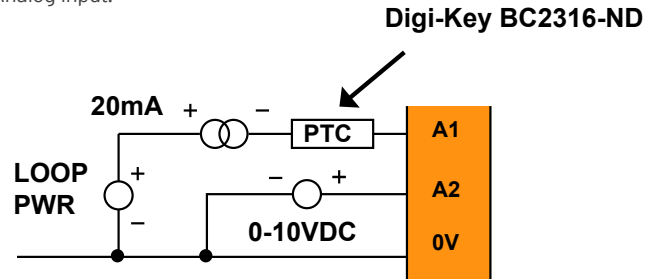 Analog Input.
Digi-Key BC2316-ND
20mA + −
PTC
A1
LOOP
PWR
+
−
− +
A2
0-10VDC
0V